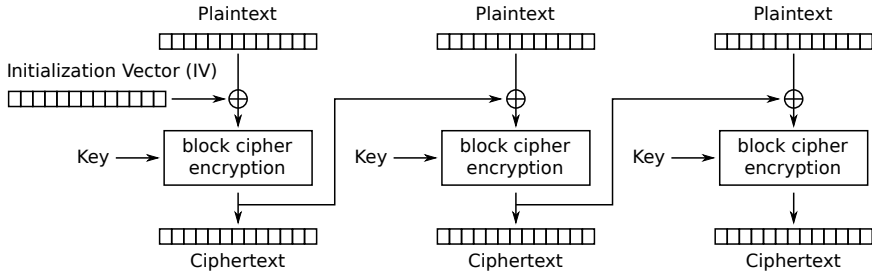 Plaintext
Plaintext
Plaintext
Initialization Vector (IV)
Key
block cipher
encryption
Key
block cipher
encryption
Key
block cipher
encryption
Ciphertext
Ciphertext
Ciphertext